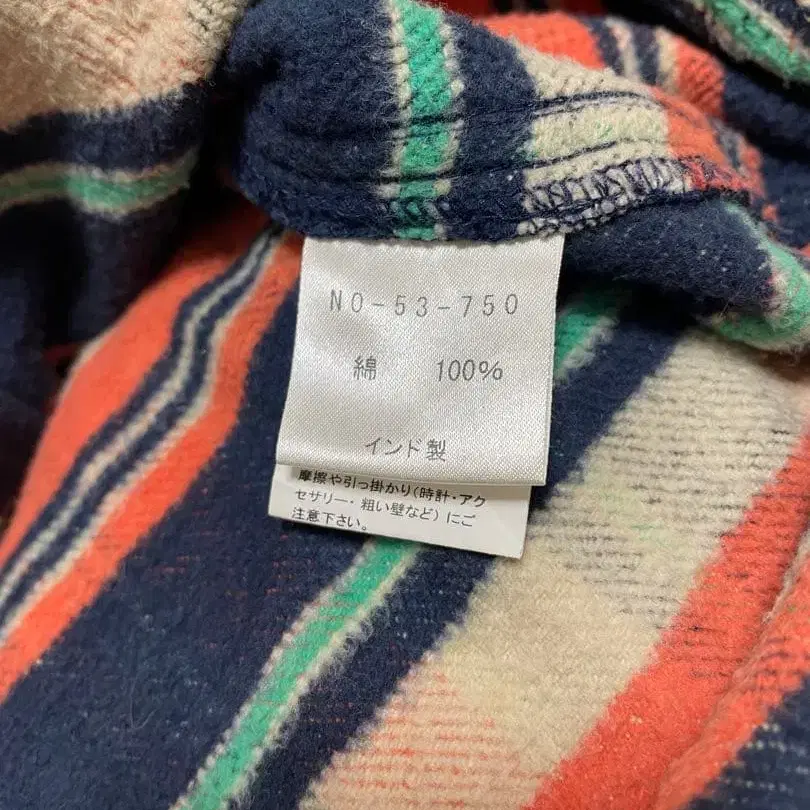 NO-53-750
綿 100%
インド製
摩擦や引っ掛かり(時計・アク
セサリー・粗い壁など)にご
注意下さい。